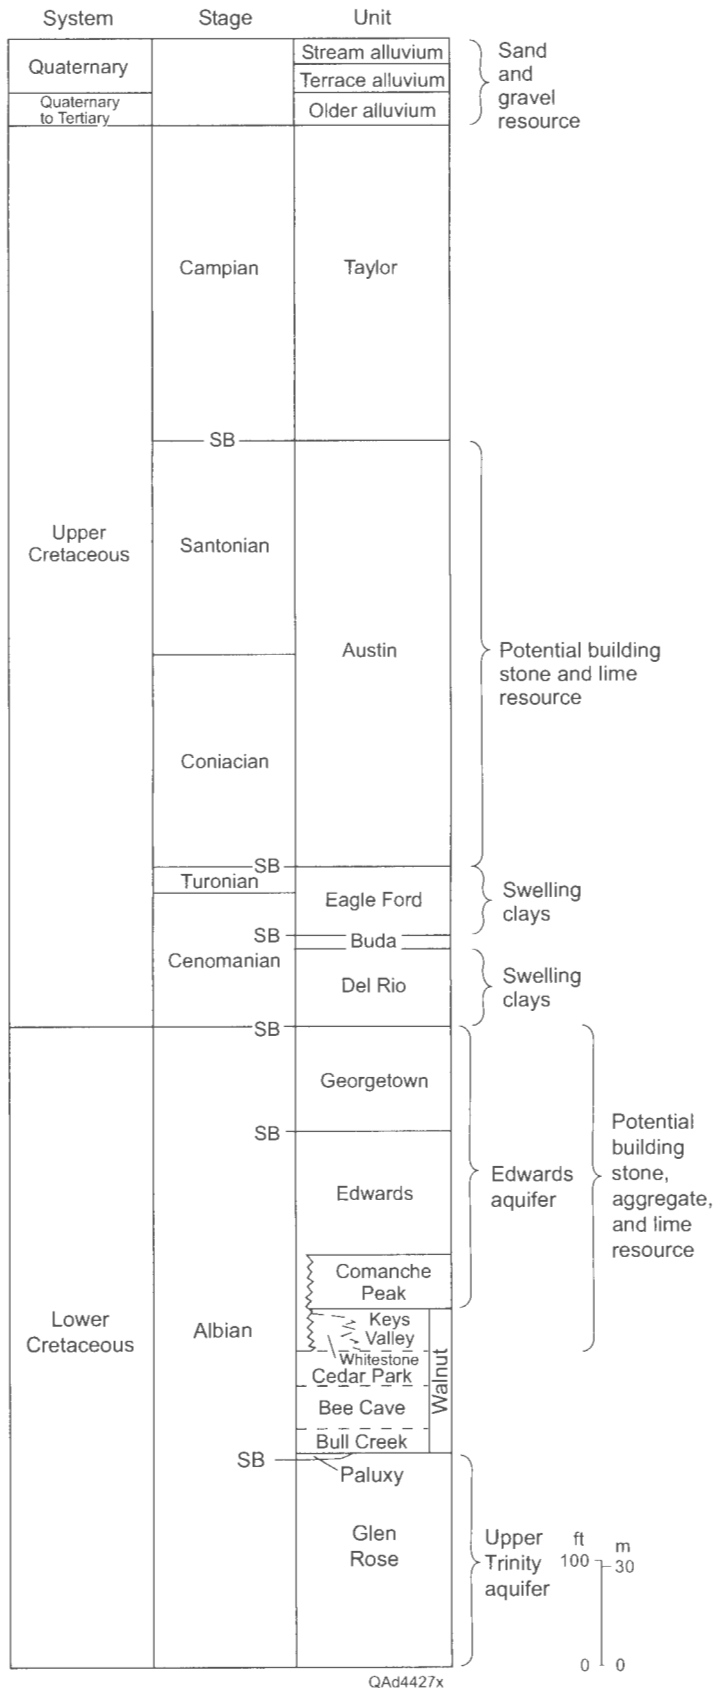 System
Stage
Unit
Quaternary
Stream alluvium
Terrace alluvium
Sand
and
gravel
resource
Quaternary
to Tertiary
Older alluvium
Campian
Taylor
SB
Upper
Cretaceous
Santonian
Austin
Potential building
stone and lime
resource
Coniacian
SB
Turonian
Eagle Ford
Swelling
clays
SB
Buda
Cenomanian
Del Rio
Swelling
clays
SB
Georgetown
SB
Edwards
Edwards
aquifer
Potential
building
stone,
aggregate,
and lime
resource
Comanche
Peak
Lower
Cretaceous
Albian
Keys
Valley
Whitestone
Cedar Park
Bee Cave
Bull Creek
Walnut
SB
Paluxy
Glen
Rose
Upper
Trinity
aquifer
ft
m
100
30
0
0
QAd4427x